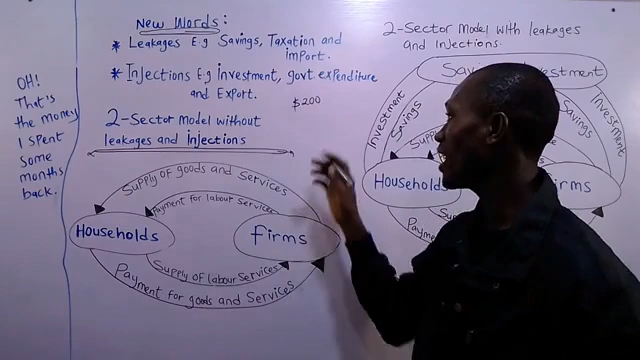 OH!
That's
the money
I spent
some
months
back.
New Words:
* Leakages E.g Savings, Taxation and
import.
* Injections E.g investment, govt expenditure
and Export.
$200
2-Sector model without
leakages and injections
Supply of goods and Services
Payment for labour Services
Households
firms
Supply of labour Services
Payment for goods and Services
2-Sector model with leakages
and injections.
Investment
Savings
Savings
Investment
Households